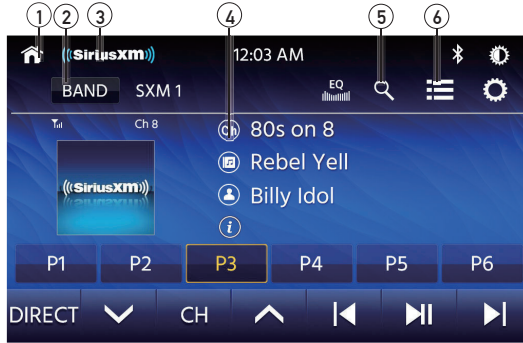 1 2 3 4 5 6
((SiriusXM)) 12:03 AM
BAND SXM 1 EQ
Ch 8
Ch 80s on 8
((SiriusXM)) Rebel Yell
Billy Idol
i
P1 P2 P3 P4 P5 P6
DIRECT CH